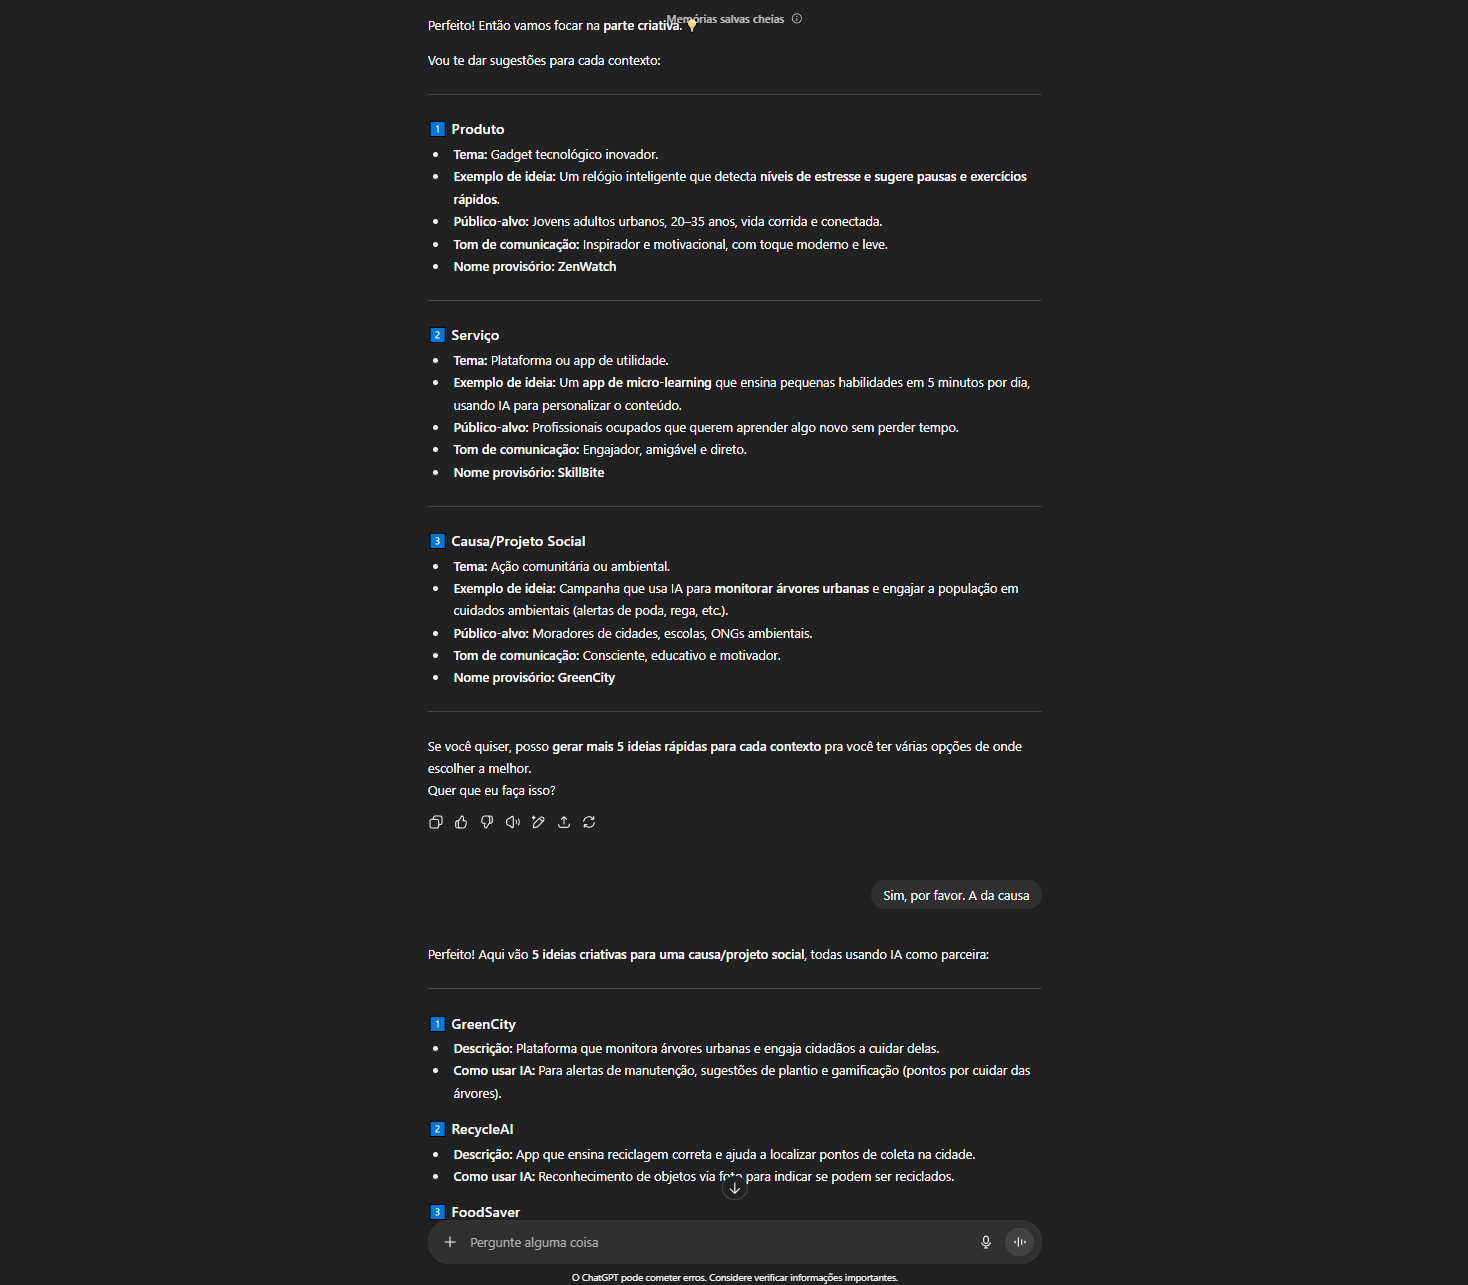 Memórias salvas cheias
Perfeito! Então vamos focar na parte criativa.
Vou te dar sugestões para cada contexto:
1 Produto
• Tema: Gadget tecnológico inovador.
• Exemplo de ideia: Um relógio inteligente que detecta níveis de estresse e sugere pausas e exercícios
rápidos.
• Público-alvo: Jovens adultos urbanos, 20–35 anos, vida corrida e conectada.
• Tom de comunicação: Inspirador e motivacional, com toque moderno e leve.
• Nome provisório: ZenWatch
2 Serviço
• Tema: Plataforma ou app de utilidade.
• Exemplo de ideia: Um app de micro-learning que ensina pequenas habilidades em 5 minutos por dia,
usando IA para personalizar o conteúdo.
• Público-alvo: Profissionais ocupados que querem aprender algo novo sem perder tempo.
• Tom de comunicação: Engajador, amigável e direto.
• Nome provisório: SkillBite
3 Causa/Projeto Social
• Tema: Ação comunitária ou ambiental.
• Exemplo de ideia: Campanha que usa IA para monitorar árvores urbanas e engajar a população em
cuidados ambientais (alertas de poda, rega, etc.).
• Público-alvo: Moradores de cidades, escolas, ONGs ambientais.
• Tom de comunicação: Consciente, educativo e motivador.
• Nome provisório: GreenCity
Se você quiser, posso gerar mais 5 ideias rápidas para cada contexto pra você ter várias opções de onde
escolher a melhor.
Quer que eu faça isso?
Sim, por favor. A da causa
Perfeito! Aqui vão 5 ideias criativas para uma causa/projeto social, todas usando IA como parceira:
1 GreenCity
• Descrição: Plataforma que monitora árvores urbanas e engaja cidadãos a cuidar delas.
• Como usar IA: Para alertas de manutenção, sugestões de plantio e gamificação (pontos por cuidar das
árvores).
2 RecycleAI
• Descrição: App que ensina reciclagem correta e ajuda a localizar pontos de coleta na cidade.
• Como usar IA: Reconhecimento de objetos via foto para indicar se podem ser reciclados.
3 FoodSaver
Pergunte alguma coisa
O ChatGPT pode cometer erros. Considere verificar informações importantes.